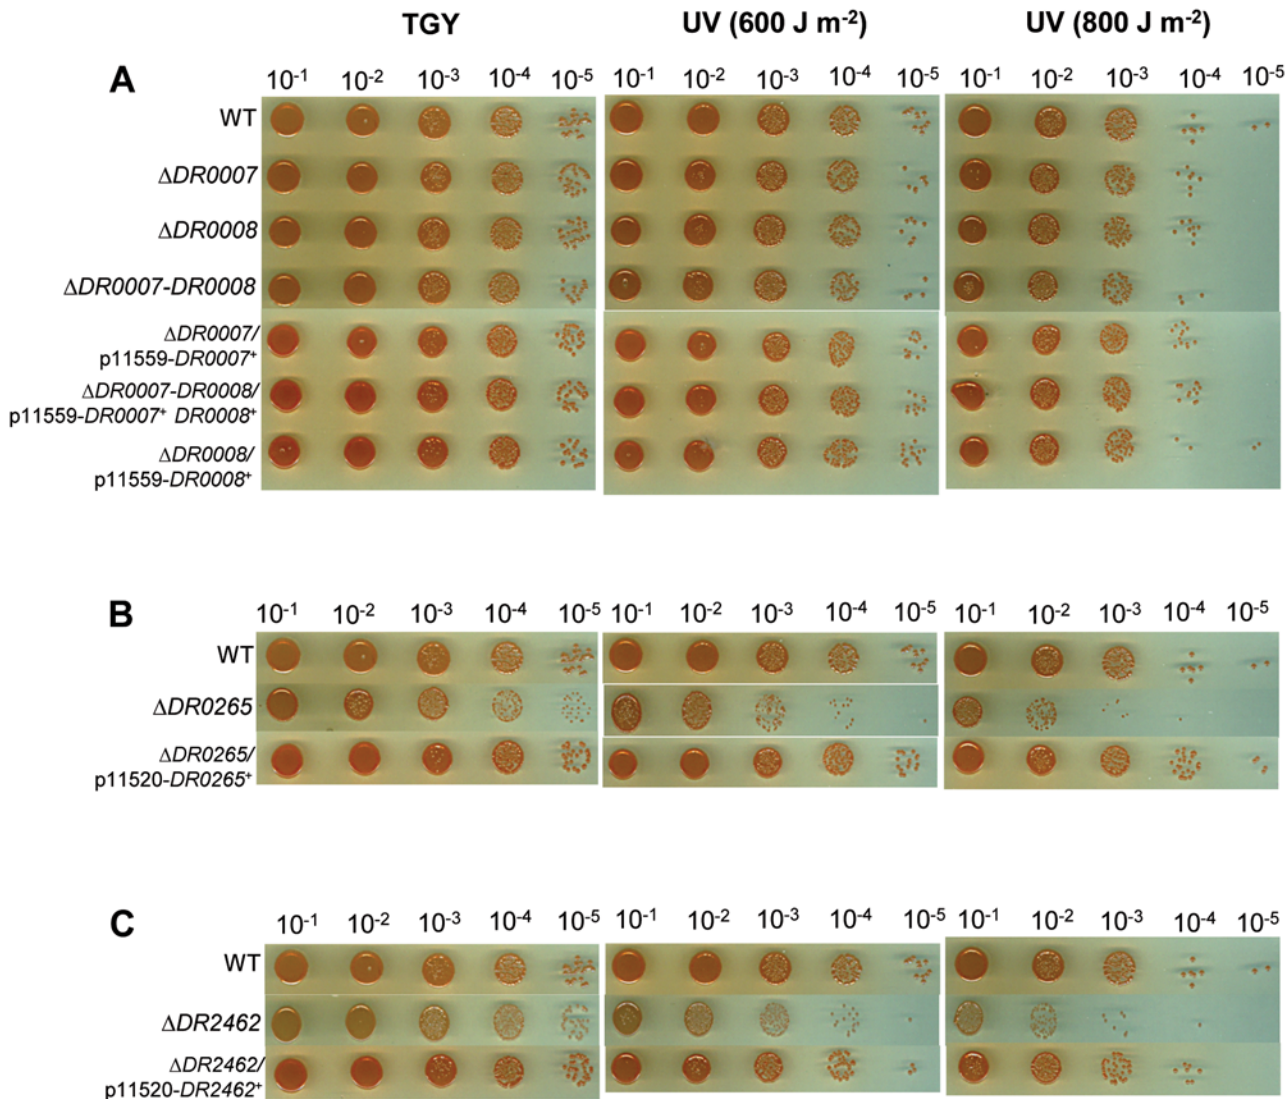 TGY UV (600 J m-2) UV (800 J m-2)
A 10-1 10-2 10-3 10-4 10-5 10-1 10-2 10-3 10-4 10-5 10-1 10-2 10-3 10-4 10-5
WT
ΔDR0007
ΔDR0008
ΔDR0007-DR0008
ΔDR0007/
p11559-DR0007+
ΔDR0007-DR0008/
p11559-DR0007+ DR0008+
ΔDR0008/
p11559-DR0008+
B 10-1 10-2 10-3 10-4 10-5 10-1 10-2 10-3 10-4 10-5 10-1 10-2 10-3 10-4 10-5
WT
ΔDR0265
ΔDR0265/
p11520-DR0265+
C 10-1 10-2 10-3 10-4 10-5 10-1 10-2 10-3 10-4 10-5 10-1 10-2 10-3 10-4 10-5
WT
ΔDR2462
ΔDR2462/
p11520-DR2462+